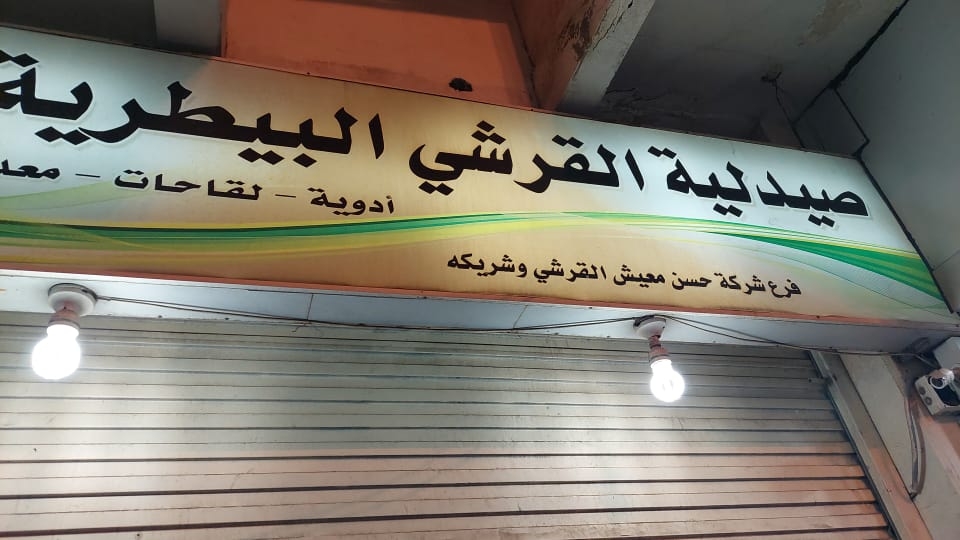 صيدلية القرشي البيطرية
أدوية - لقاحات -
فرع شركة حسن معيش القرشي وشريكه